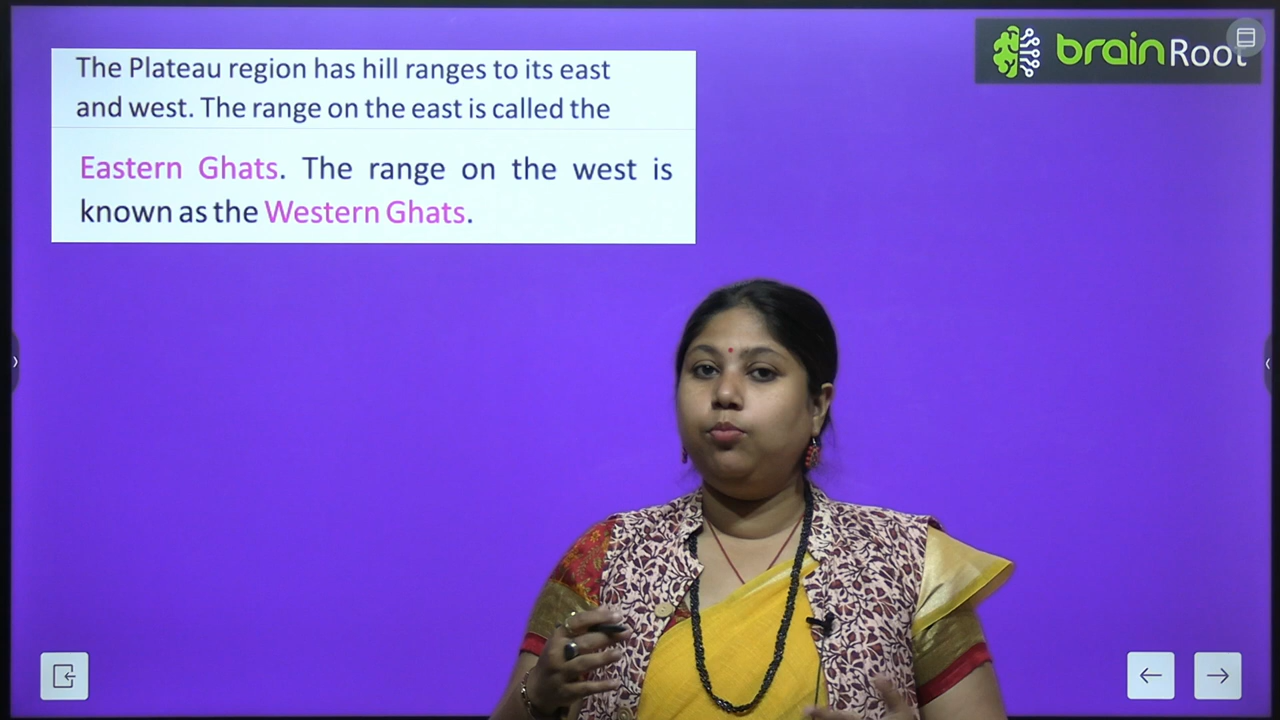 The Plateau region has hill ranges to its east
and west. The range on the east is called the
Eastern Ghats. The range on the west is
known as the Western Ghats.
brainRoot